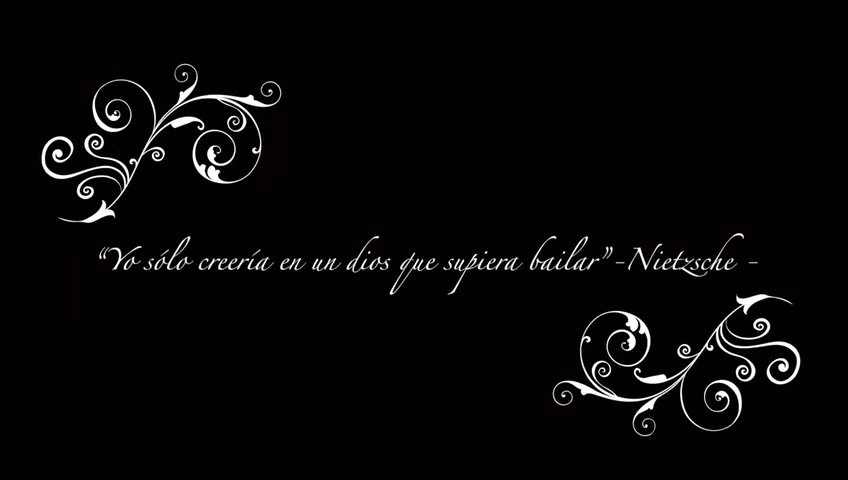 “Yo sólo creería en un dios que supiera bailar” -Nietzsche -